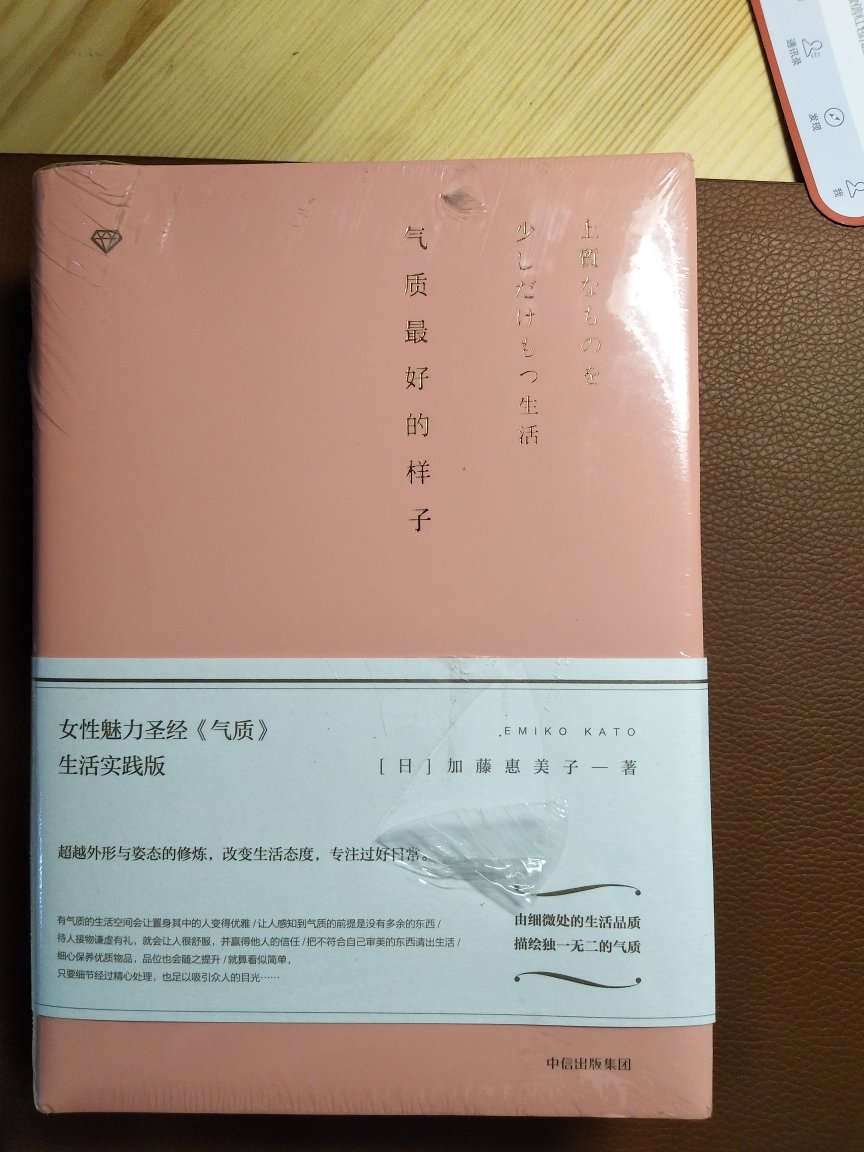 上質なものを
少しだけもつ生活
气质最好的样子
女性魅力圣经《气质》
生活实践版
EMIKO KATO
[日]加藤惠美子—著
超越外形与姿态的修炼，改变生活态度，专注过好日常。
有气质的生活空间会让置身其中的人变得优雅/让人感知到气质的前提是没有多余的东西/
待人接物谦虚有礼，就会让人很舒服，并赢得他人的信任/把不符合自己审美的东西请出生活/
细心保养优质物品，品位也会随之提升/就算看似简单，
只要细节经过精心处理，也足以吸引众人的目光……
由细微处的生活品质
描绘独一无二的气质
中信出版集团
通讯录
发现
我